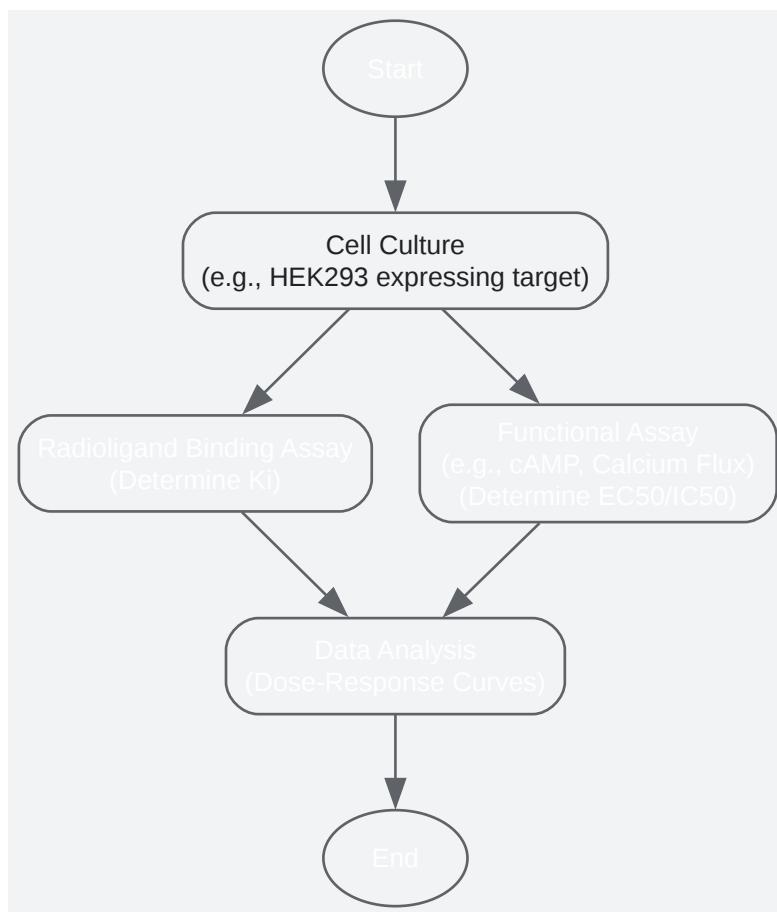 Start
Cell Culture
(e.g., HEK293 expressing target)
Radioligand Binding Assay
(Determine Ki)
Functional Assay
(e.g., cAMP, Calcium Flux)
(Determine EC50/IC50)
Data Analysis
(Dose-Response Curves)
End